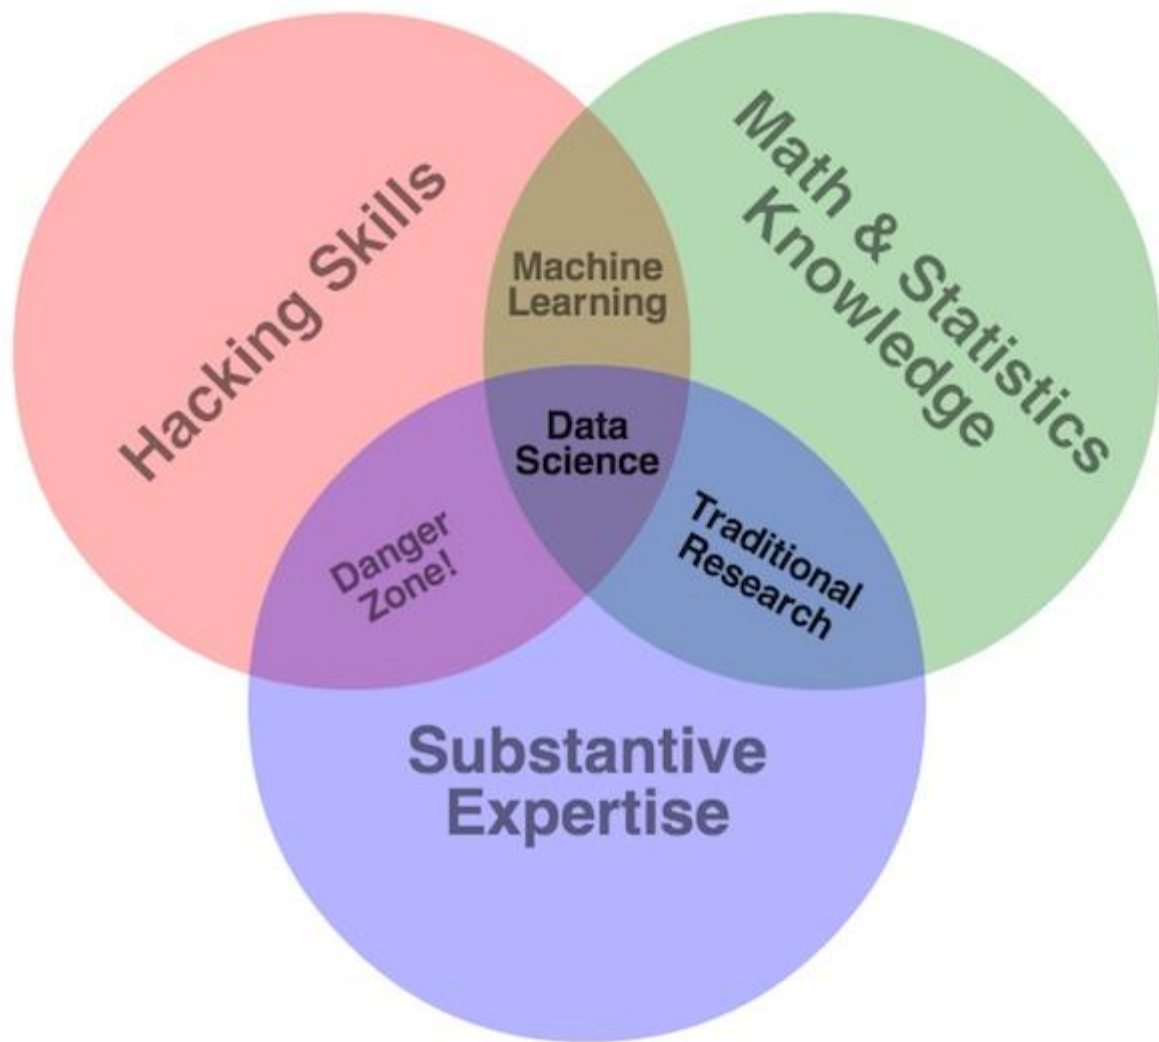 Hacking Skills
Math & Statistics
Knowledge
Machine
Learning
Data
Science
Danger
Zone!
Traditional
Research
Substantive
Expertise